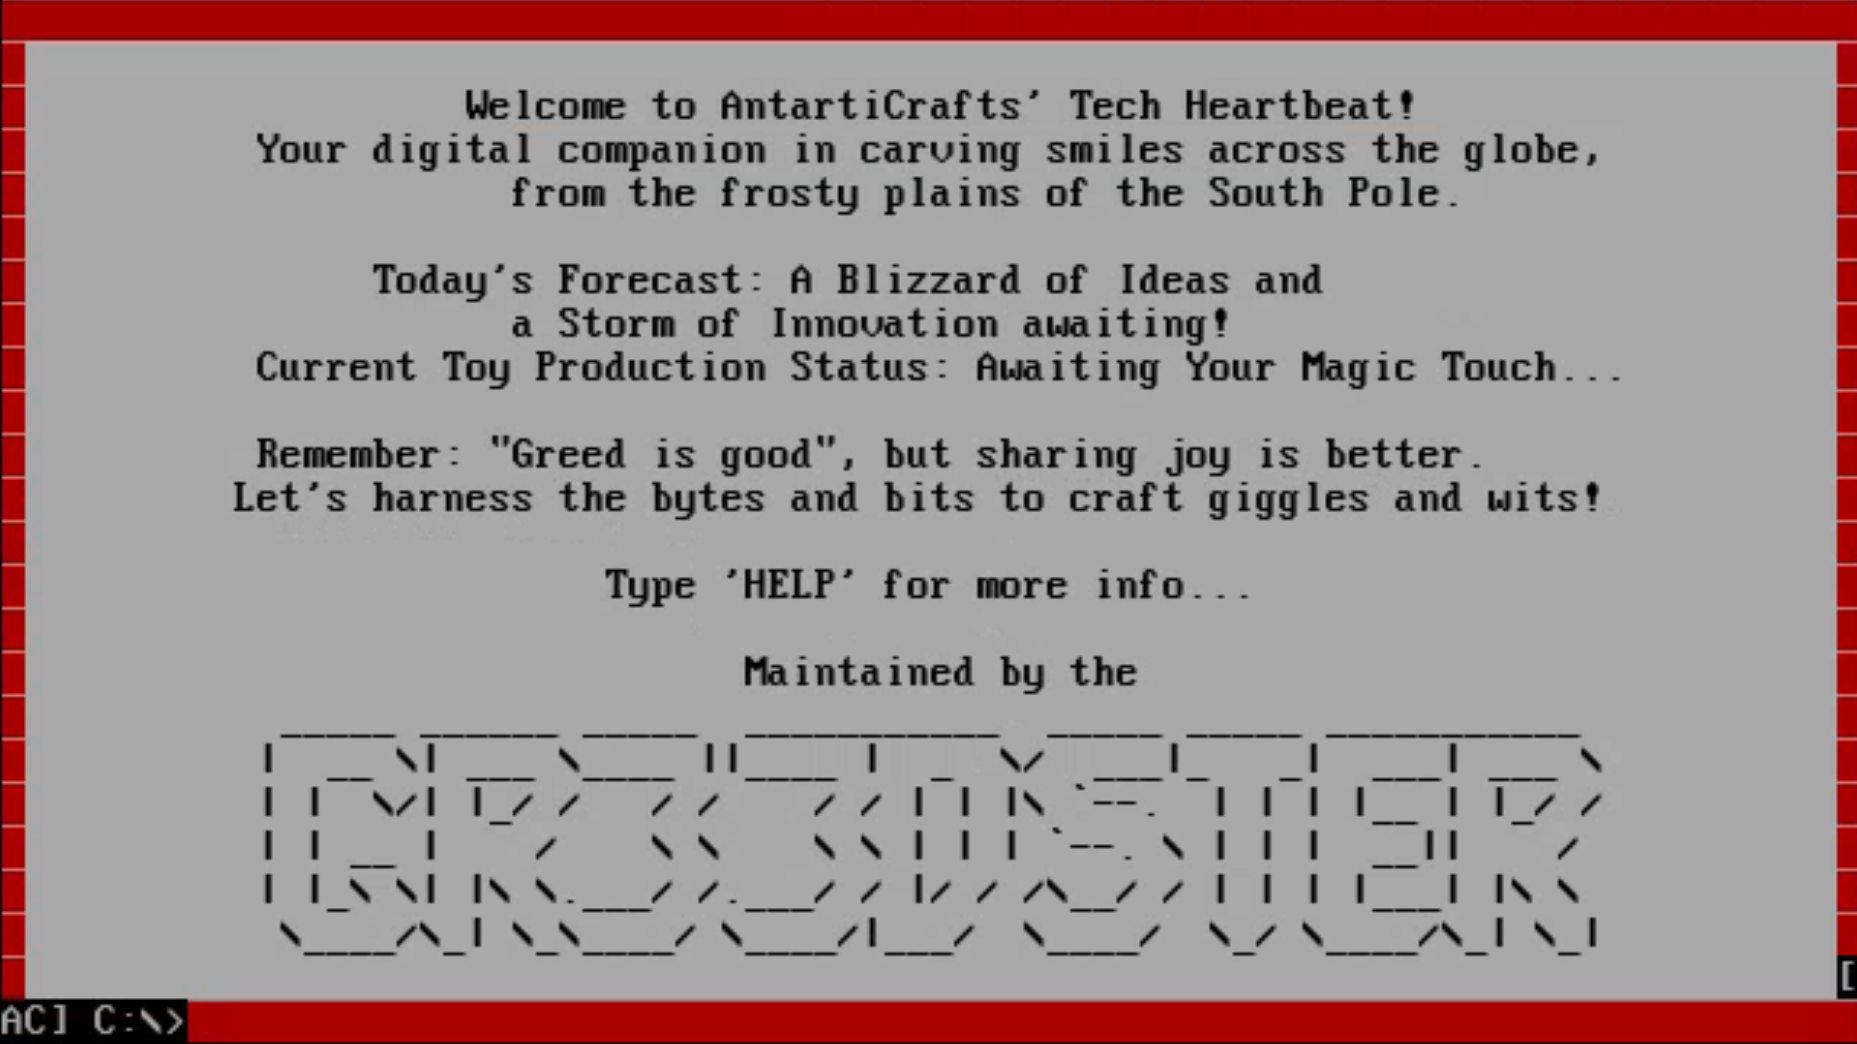 Welcome to AntartiCrafts' Tech Heartbeat!
Your digital companion in carving smiles across the globe,
from the frosty plains of the South Pole.
Today's Forecast: A Blizzard of Ideas and
a Storm of Innovation awaiting!
Current Toy Production Status: Awaiting Your Magic Touch...
Remember: "Greed is good", but sharing joy is better.
Let's harness the bytes and bits to craft giggles and wits!
Type 'HELP' for more info...
Maintained by the
GR33DSTER
[
AC] C:\>